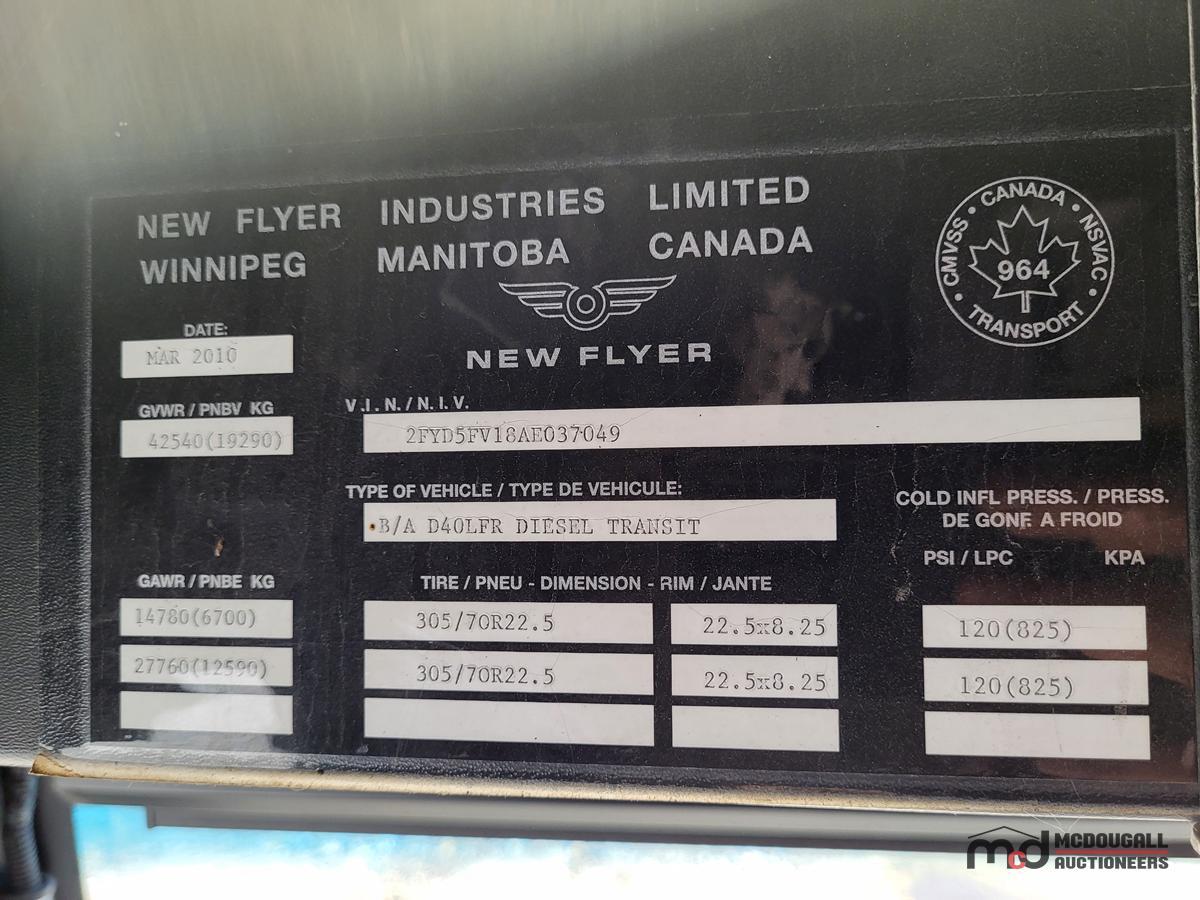 NEW FLYER INDUSTRIES LIMITED
WINNIPEG MANITOBA CANADA
CMVSS • CANADA • NSVAC • TRANSPORT •
964
NEW FLYER
DATE:
MAR 2010
GVWR / PNBV KG
42540(19290)
V.I.N./N.I.V.
2FYD5FV18AE037049
TYPE OF VEHICLE / TYPE DE VEHICULE:
B/A D40LFR DIESEL TRANSIT
COLD INFL PRESS. / PRESS.
DE GONF. A FROID
PSI / LPC KPA
GAWR / PNBE KG TIRE / PNEU - DIMENSION - RIM / JANTE
14780(6700) 305/70R22.5 22.5x8.25 120(825)
27760(12590) 305/70R22.5 22.5x8.25 120(825)
mcd MCDOUGALL
AUCTIONEERS